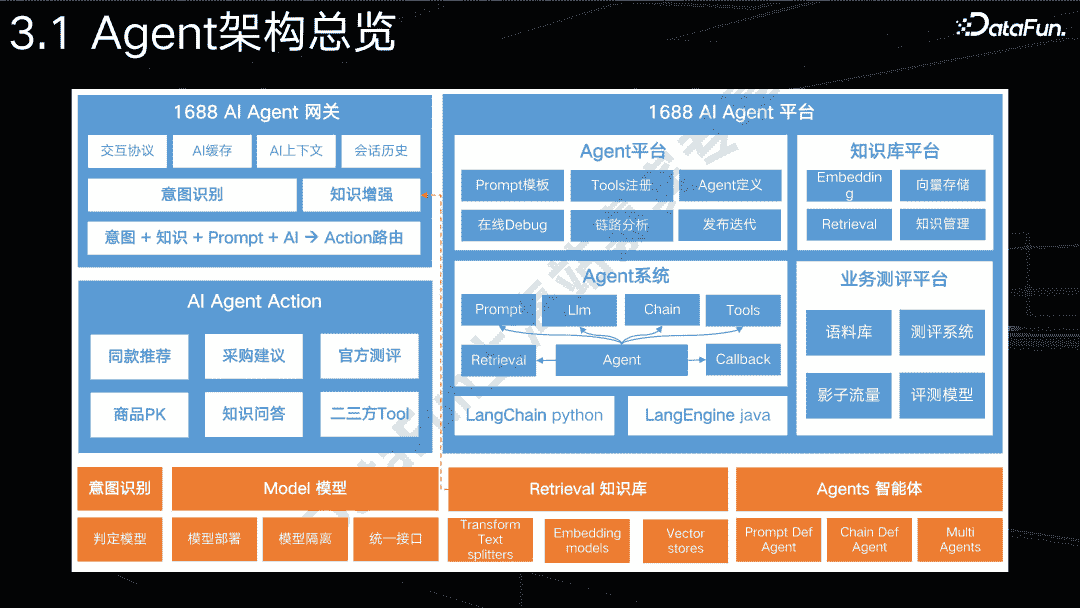 3.1 Agent架构总览
DataFun.
1688 AI Agent 网关
交互协议
AI缓存
AI上下文
会话历史
意图识别
知识增强
意图 + 知识 + Prompt + AI → Action路由
AI Agent Action
同款推荐
采购建议
官方测评
商品PK
知识问答
二三方Tool
1688 AI Agent 平台
Agent平台
Prompt模板
Tools注册
Agent定义
在线Debug
链路分析
发布迭代
知识库平台
Embeddin
g
向量存储
Retrieval
知识管理
Agent系统
Prompt
Llm
Chain
Tools
Retrieval
Agent
Callback
LangChain python
LangEngine java
业务测评平台
语料库
测评系统
影子流量
评测模型
意图识别
Model 模型
Retrieval 知识库
Agents 智能体
判定模型
模型部署
模型隔离
统一接口
Transform
Text
splitters
Embedding
models
Vector
stores
Prompt Def
Agent
Chain Def
Agent
Multi
Agents